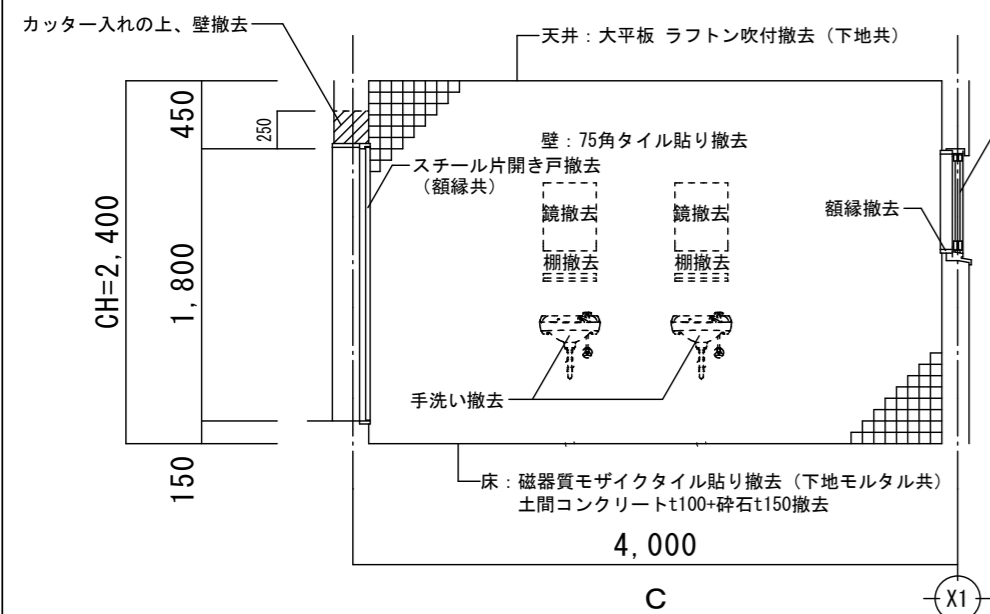 カッター入れの上、壁撤去
天井：大平板 ラフトン吹付撤去（下地共）
450
250
壁：75角タイル貼り撤去
スチール片開き戸撤去
（額縁共）
鏡撤去
鏡撤去
額縁撤去
CH=2,400
1,800
棚撤去
棚撤去
手洗い撤去
150
床：磁器質モザイクタイル貼り撤去（下地モルタル共）
土間コンクリートt100+砕石t150撤去
4,000
C
X1